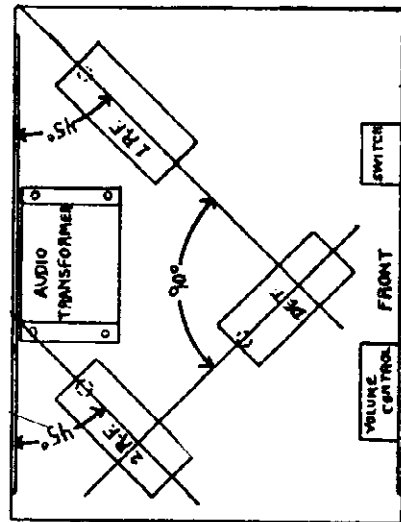 45°
1 R.F.
AUDIO
TRANSFORMER
90°
DET.
SWITCH
FRONT
VOLUME
CONTROL
45°
2 R.F.